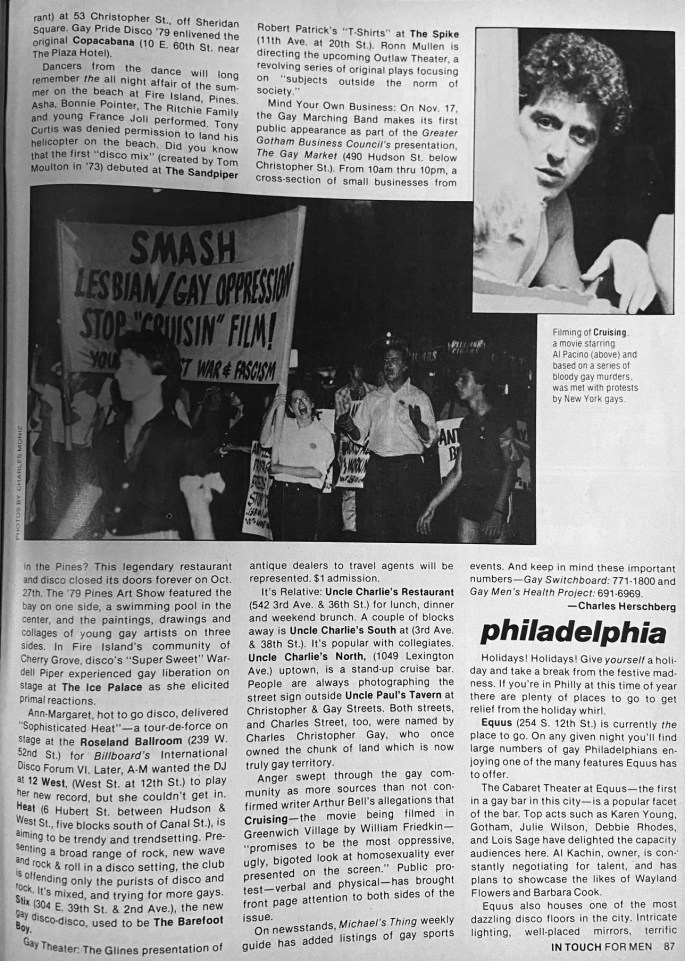 rant) at 53 Christopher St., off Sheridan
Square. Gay Pride Disco '79 enlivened the
original Copacabana (10 E. 60th St. near
The Plaza Hotel).
Dancers from the dance will long
remember the all night affair of the sum-
mer on the beach at Fire Island, Pines.
Asha, Bonnie Pointer, The Ritchie Family
and young France Joli performed. Tony
Curtis was denied permission to land his
helicopter on the beach. Did you know
that the first "disco mix" (created by Tom
Moulton in '73) debuted at The Sandpiper
Robert Patrick's "T-Shirts" at The Spike
(11th Ave. at 20th St.). Ronn Mullen is
directing the upcoming Outlaw Theater, a
revolving series of original plays focusing
on "subjects outside the norm of
society."
Mind Your Own Business: On Nov. 17,
the Gay Marching Band makes its first
public appearance as part of the Greater
Gotham Business Council's presentation,
The Gay Market (490 Hudson St. below
Christopher St.). From 10am thru 10pm, a
cross-section of small businesses from
SMASH
LESBIAN/GAY OPPRESSION
STOP "CRUISIN" FILM!
YOU
ST WAR & FASCISM
Filming of Cruising,
a movie starring
Al Pacino (above) and
based on a series of
bloody gay murders,
was met with protests
by New York gays.
PHOTOS BY CHARLES MUNIZ
in the Pines? This legendary restaurant
and disco closed its doors forever on Oct.
27th. The '79 Pines Art Show featured the
bay on one side, a swimming pool in the
center, and the paintings, drawings and
collages of young gay artists on three
sides. In Fire Island's community of
Cherry Grove, disco's "Super Sweet" War-
dell Piper experienced gay liberation on
stage at The Ice Palace as she elicited
primal reactions.
Ann-Margaret, hot to go disco, delivered
"Sophisticated Heat"—a tour-de-force on
stage at the Roseland Ballroom (239 W.
52nd St.) for Billboard's International
Disco Forum VI. Later, A-M wanted the DJ
at 12 West, (West St. at 12th St.) to play
her new record, but she couldn't get in.
Heat (6 Hubert St. between Hudson &
West St., five blocks south of Canal St.), is
aiming to be trendy and trendsetting. Pre-
senting a broad range of rock, new wave
and rock & roll in a disco setting, the club
is offending only the purists of disco and
rock. It's mixed, and trying for more gays.
Stix (304 E. 39th St. & 2nd Ave.), the new
gay disco-disco, used to be The Barefoot
Boy.
Gay Theater: The Glines presentation of
antique dealers to travel agents will be
represented. $1 admission.
It's Relative: Uncle Charlie's Restaurant
(542 3rd Ave. & 36th St.) for lunch, dinner
and weekend brunch. A couple of blocks
away is Uncle Charlie's South at (3rd Ave.
& 38th St.). It's popular with collegiates.
Uncle Charlie's North, (1049 Lexington
Ave.) uptown, is a stand-up cruise bar.
People are always photographing the
street sign outside Uncle Paul's Tavern at
Christopher & Gay Streets. Both streets,
and Charles Street, too, were named by
Charles Christopher Gay, who once
owned the chunk of land which is now
truly gay territory.
Anger swept through the gay com-
munity as more sources than not con-
firmed writer Arthur Bell's allegations that
Cruising—the movie being filmed in
Greenwich Village by William Friedkin—
"promises to be the most oppressive,
ugly, bigoted look at homosexuality ever
presented on the screen." Public pro-
test—verbal and physical—has brought
front page attention to both sides of the
issue.
On newsstands, Michael's Thing weekly
guide has added listings of gay sports
events. And keep in mind these important
numbers—Gay Switchboard: 771-1800 and
Gay Men's Health Project: 691-6969.
—Charles Herschberg
philadelphia
Holidays! Holidays! Give yourself a holi-
day and take a break from the festive mad-
ness. If you're in Philly at this time of year
there are plenty of places to go to get
relief from the holiday whirl.
Equus (254 S. 12th St.) is currently the
place to go. On any given night you'll find
large numbers of gay Philadelphians en-
joying one of the many features Equus has
to offer.
The Cabaret Theater at Equus—the first
in a gay bar in this city—is a popular facet
of the bar. Top acts such as Karen Young,
Gotham, Julie Wilson, Debbie Rhodes,
and Lois Sage have delighted the capacity
audiences here. Al Kachin, owner, is con-
stantly negotiating for talent, and has
plans to showcase the likes of Wayland
Flowers and Barbara Cook.
Equus also houses one of the most
dazzling disco floors in the city. Intricate
lighting, well-placed mirrors, terrific
IN TOUCH FOR MEN 87